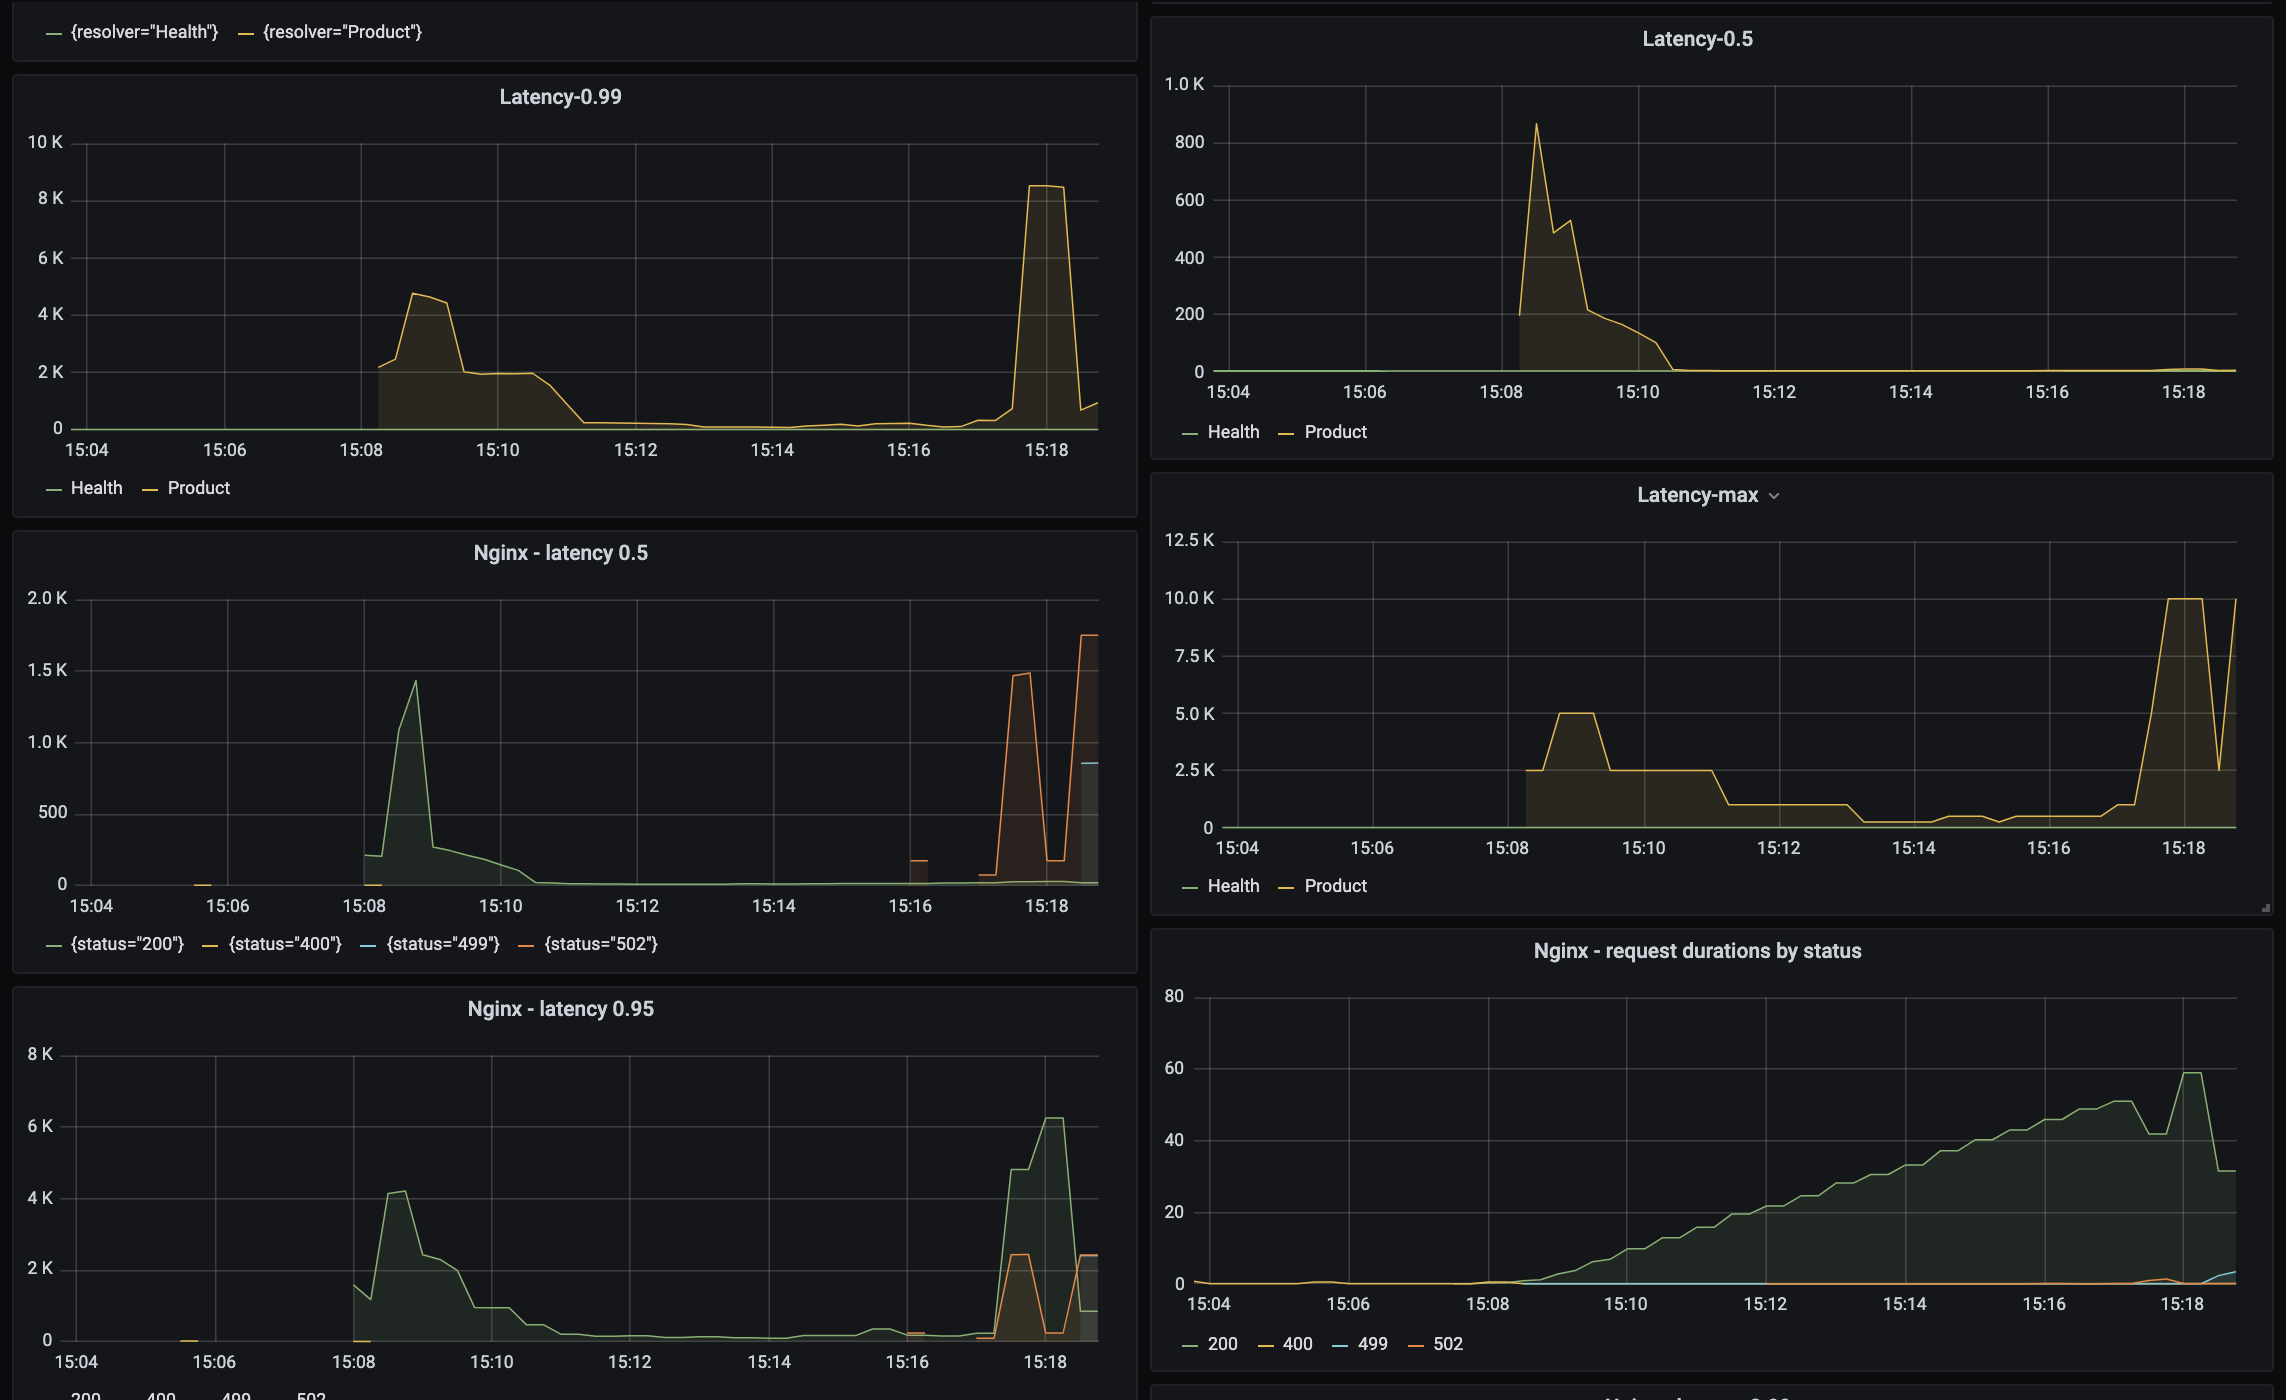 {resolver="Health"} {resolver="Product"}
Latency-0.99
10 K
8 K
6 K
4 K
2 K
0
15:04 15:06 15:08 15:10 15:12 15:14 15:16 15:18
Health Product
Nginx - latency 0.5
2.0 K
1.5 K
1.0 K
500
0
15:04 15:06 15:08 15:10 15:12 15:14 15:16 15:18
{status="200"} {status="400"} {status="499"} {status="502"}
Nginx - latency 0.95
8 K
6 K
4 K
2 K
0
15:04 15:06 15:08 15:10 15:12 15:14 15:16 15:18
200 400 499 502
Latency-0.5
1.0 K
800
600
400
200
0
15:04 15:06 15:08 15:10 15:12 15:14 15:16 15:18
Health Product
Latency-max
12.5 K
10.0 K
7.5 K
5.0 K
2.5 K
0
15:04 15:06 15:08 15:10 15:12 15:14 15:16 15:18
Health Product
Nginx - request durations by status
80
60
40
20
0
15:04 15:06 15:08 15:10 15:12 15:14 15:16 15:18
200 400 499 502